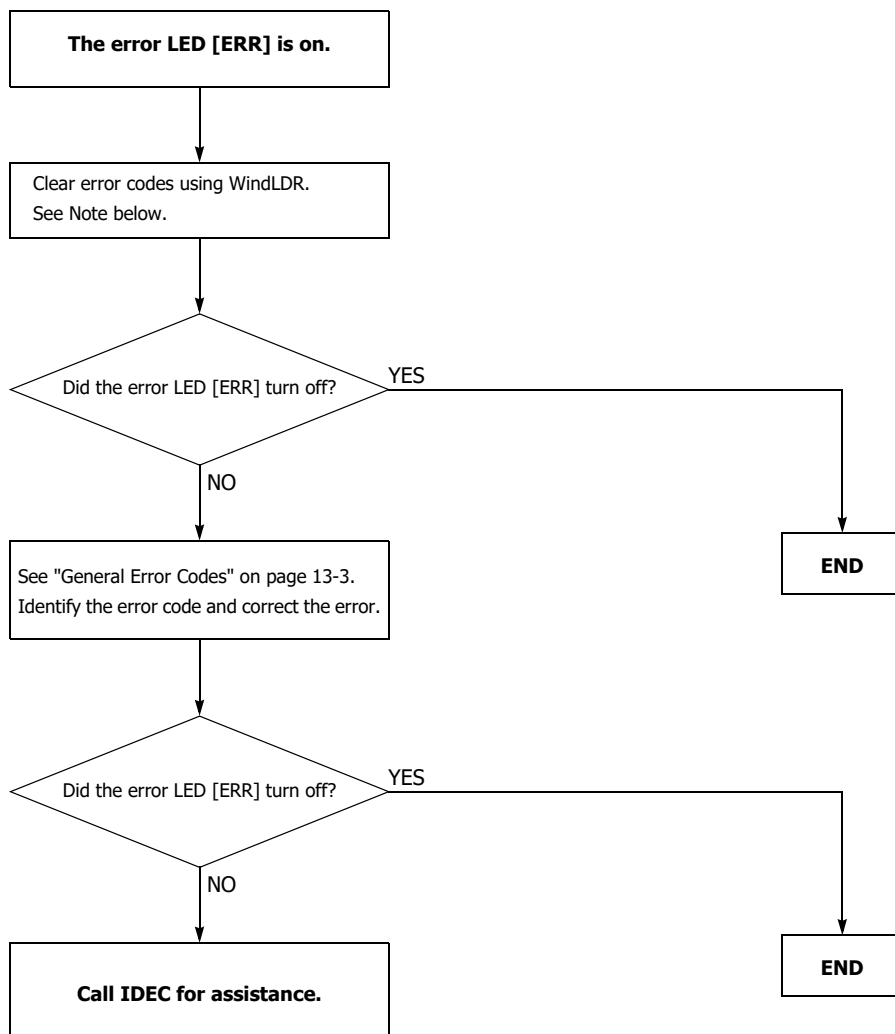 The error LED [ERR] is on.
Clear error codes using WindLDR.
See Note below.
Did the error LED [ERR] turn off?
YES
NO
END
See "General Error Codes" on page 13-3.
Identify the error code and correct the error.
Did the error LED [ERR] turn off?
YES
NO
END
Call IDEC for assistance.